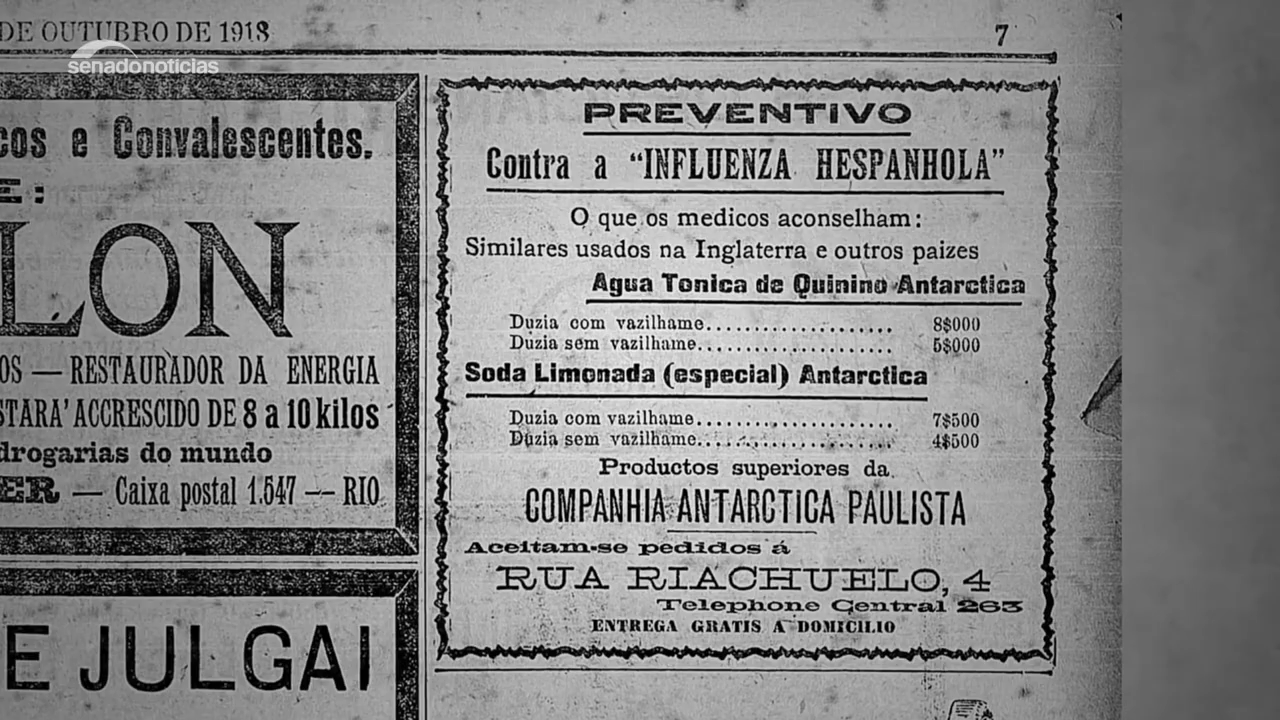 DE OUTUBRO DE 1918
7
senadonoticias
cos e Convalescentes.
E:
LON
OS — RESTAURADOR DA ENERGIA
STARA' ACCRESCIDO DE 8 a 10 kilos
drogarias do mundo
ER — Caixa postal 1.547 — RIO
E JULGAI
PREVENTIVO
Contra a “INFLUENZA HESPANHOLA”
O que os medicos aconselham:
Similares usados na Inglaterra e outros paizes
Agua Tonica de Quinino Antarctica
Duzia com vazilhame.................... 8$000
Duzia sem vazilhame.................... 5$000
Soda Limonada (especial) Antarctica
Duzia com vazilhame.................... 7$500
Duzia sem vazilhame.................... 4$500
Productos superiores da
COMPANHIA ANTARCTICA PAULISTA
Aceitam-se pedidos á
RUA RIACHUELO, 4
Telephone Central 263
ENTREGA GRATIS A DOMICILIO